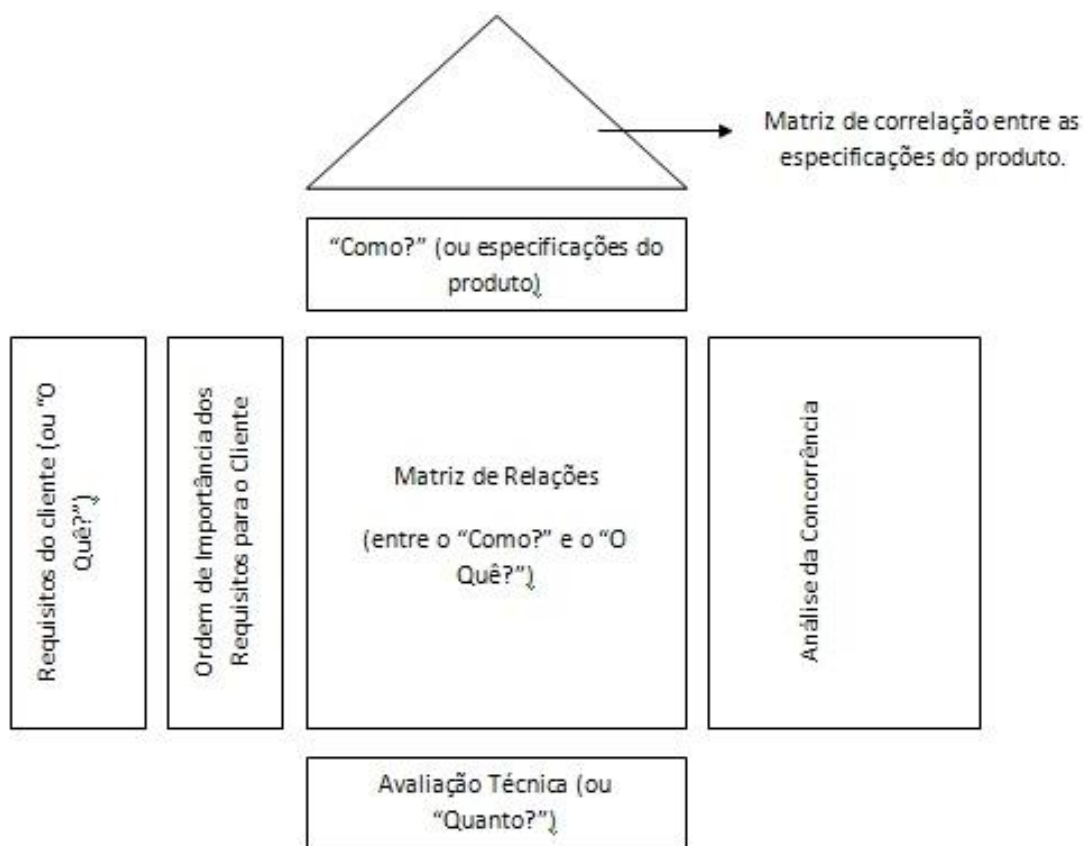 Matriz de correlação entre as
especificações do produto.
“Como?” (ou especificações do
produto)
Requisitos do cliente (ou “O
Quê?”)
Ordem de Importância dos
Requisitos para o Cliente
Matriz de Relações
(entre o “Como?” e o “O
Quê?”)
Análise da Concorrência
Avaliação Técnica (ou
“Quanto?”)